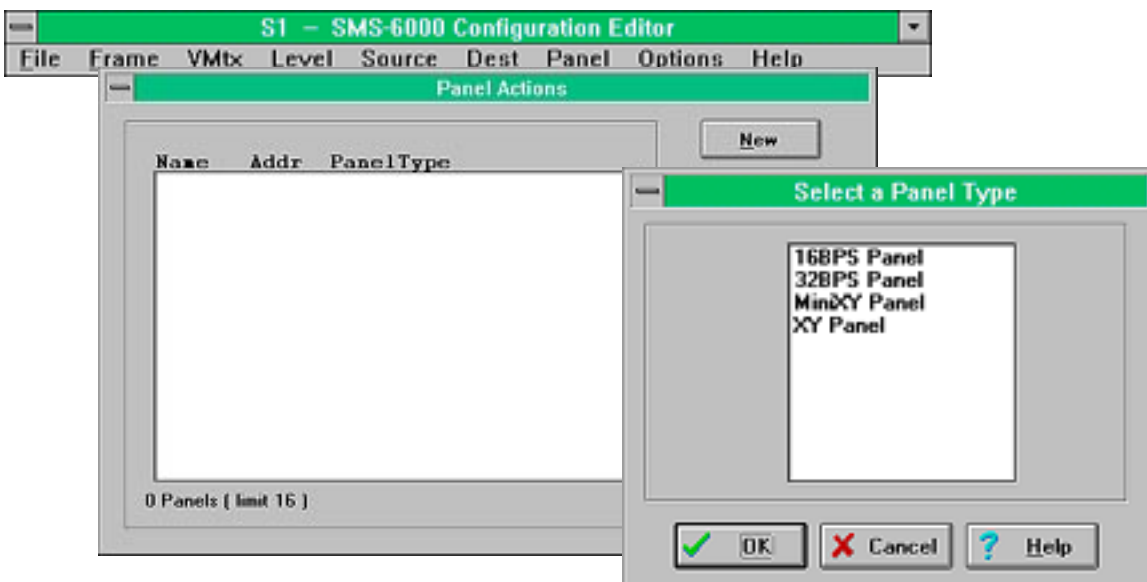 S1 – SMS-6000 Configuration Editor
File Frame VMtx Level Source Dest Panel Options Help
Panel Actions
New
Name Addr PanelType
Select a Panel Type
16BPS Panel
32BPS Panel
MiniXY Panel
XY Panel
0 Panels ( limit 16 )
OK Cancel Help